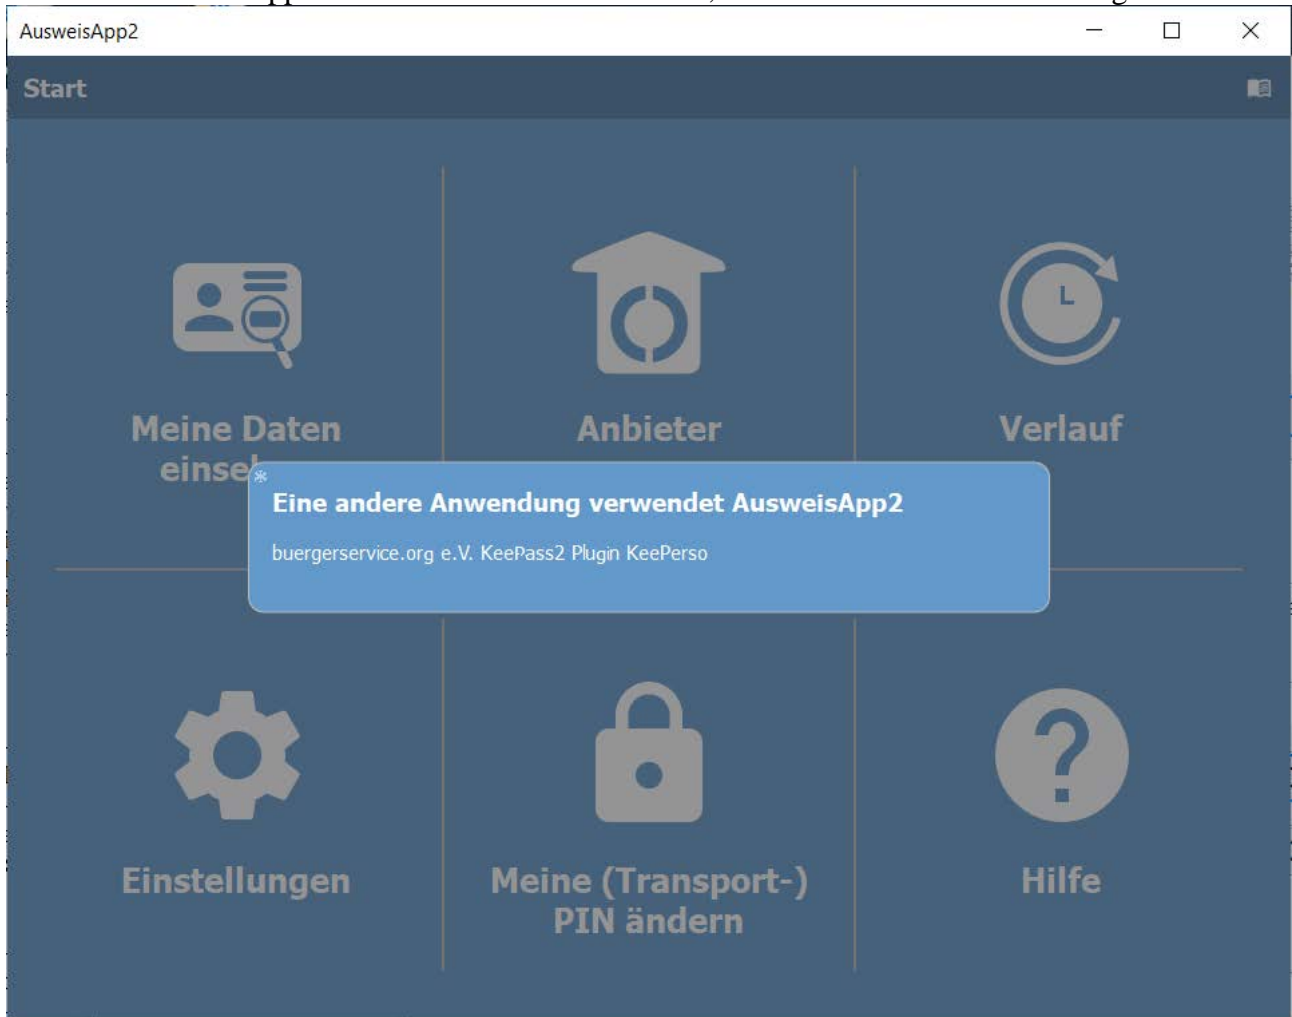 AusweisApp2
Start
Meine Daten
Anbieter
Verlauf
Eine andere Anwendung verwendet AusweisApp2
buergerservice.org e.V. KeePass2 Plugin KeePerso
Einstellungen
Meine (Transport-)
PIN ändern
Hilfe